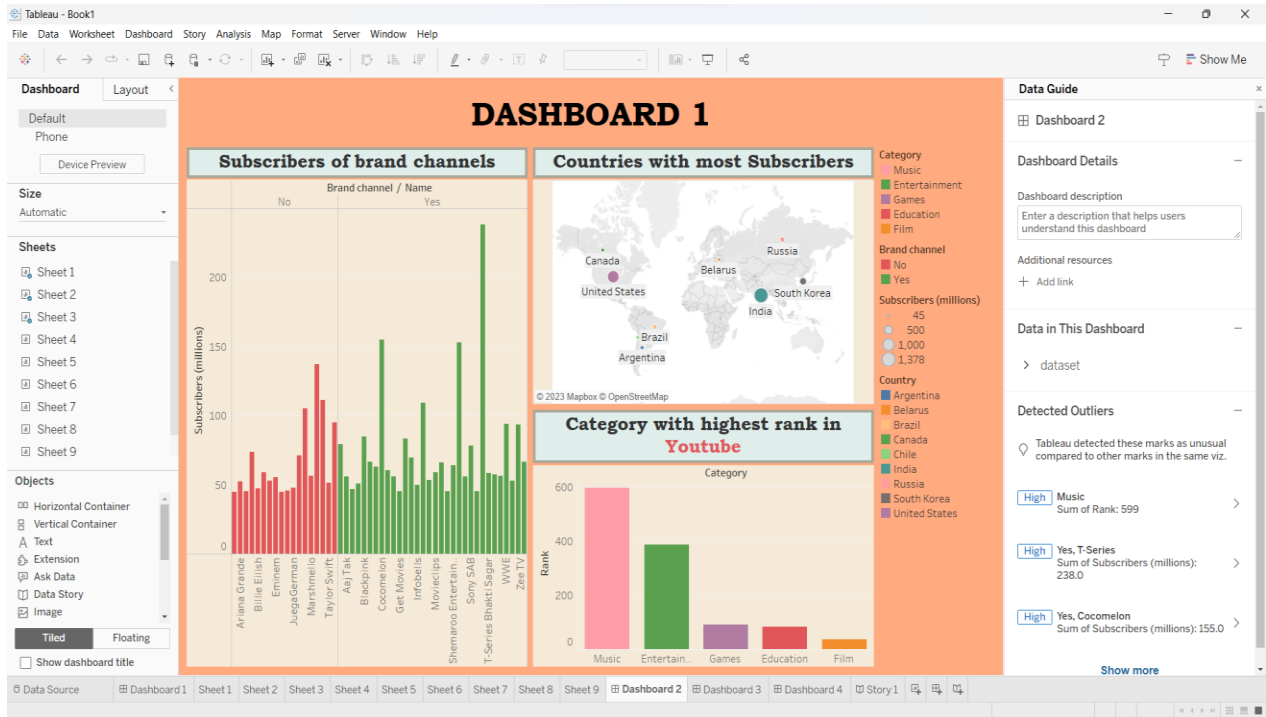 Tableau - Book1
File Data Worksheet Dashboard Story Analysis Map Format Server Window Help
Show Me
Dashboard Layout
Default
Phone
Device Preview
Size
Automatic
Sheets
Sheet 1
Sheet 2
Sheet 3
Sheet 4
Sheet 5
Sheet 6
Sheet 7
Sheet 8
Sheet 9
Objects
Horizontal Container
Vertical Container
Text
Extension
Ask Data
Data Story
Image
Tiled Floating
Show dashboard title
DASHBOARD 1
Subscribers of brand channels
Brand channel / Name
No Yes
Subscribers (millions)
200
150
100
50
0
Ariana Grande
Billie Eilish
Eminem
JuegaGerman
Marshmello
Taylor Swift
Aaj Tak
Blackpink
Cocomelon
Get Movies
Infobells
Movieclips
Shemaroo Entertain..
Sony SAB
T-Series Bhakti Sagar
WWE
Zee TV
Countries with most Subscribers
Canada
United States
Belarus
Russia
South Korea
India
Brazil
Argentina
© 2023 Mapbox © OpenStreetMap
Category with highest rank in
Youtube
Category
Rank
600
400
200
0
Music Entertain.. Games Education Film
Category
Music
Entertainment
Games
Education
Film
Brand channel
No
Yes
Subscribers (millions)
45
500
1,000
1,378
Country
Argentina
Belarus
Brazil
Canada
Chile
India
Russia
South Korea
United States
Data Guide
Dashboard 2
Dashboard Details
Dashboard description
Enter a description that helps users
understand this dashboard
Additional resources
Add link
Data in This Dashboard
dataset
Detected Outliers
Tableau detected these marks as unusual
compared to other marks in the same viz.
High Music
Sum of Rank: 599
High Yes, T-Series
Sum of Subscribers (millions):
238.0
High Yes, Cocomelon
Sum of Subscribers (millions): 155.0
Show more
Data Source Dashboard 1 Sheet 1 Sheet 2 Sheet 3 Sheet 4 Sheet 5 Sheet 6 Sheet 7 Sheet 8 Sheet 9 Dashboard 2 Dashboard 3 Dashboard 4 Story 1